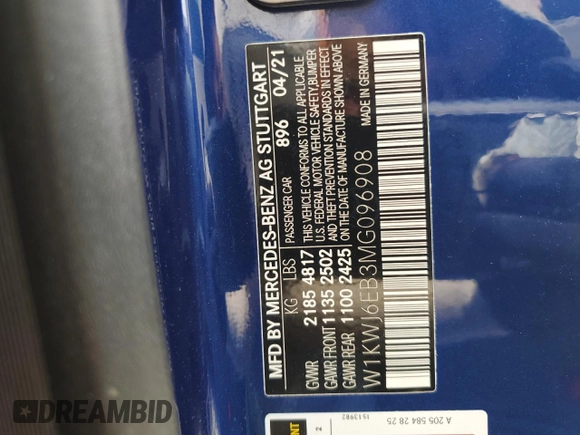 MFD BY MERCEDES-BENZ AG STUTTGART
KG LBS PASSENGER CAR 896 04/21
GVWR 2185 4817 THIS VEHICLE CONFORMS TO ALL APPLICABLE
GAWR FRONT 1135 2502 U.S. FEDERAL MOTOR VEHICLE SAFETY,BUMPER
GAWR REAR 1100 2425 AND THEFT PREVENTION STANDARDS IN EFFECT
ON THE DATE OF MANUFACTURE SHOWN ABOVE
W1KWJ6EB3MG096908 MADE IN GERMANY
A 205 584 28 25
2
1513982
DREAMBID